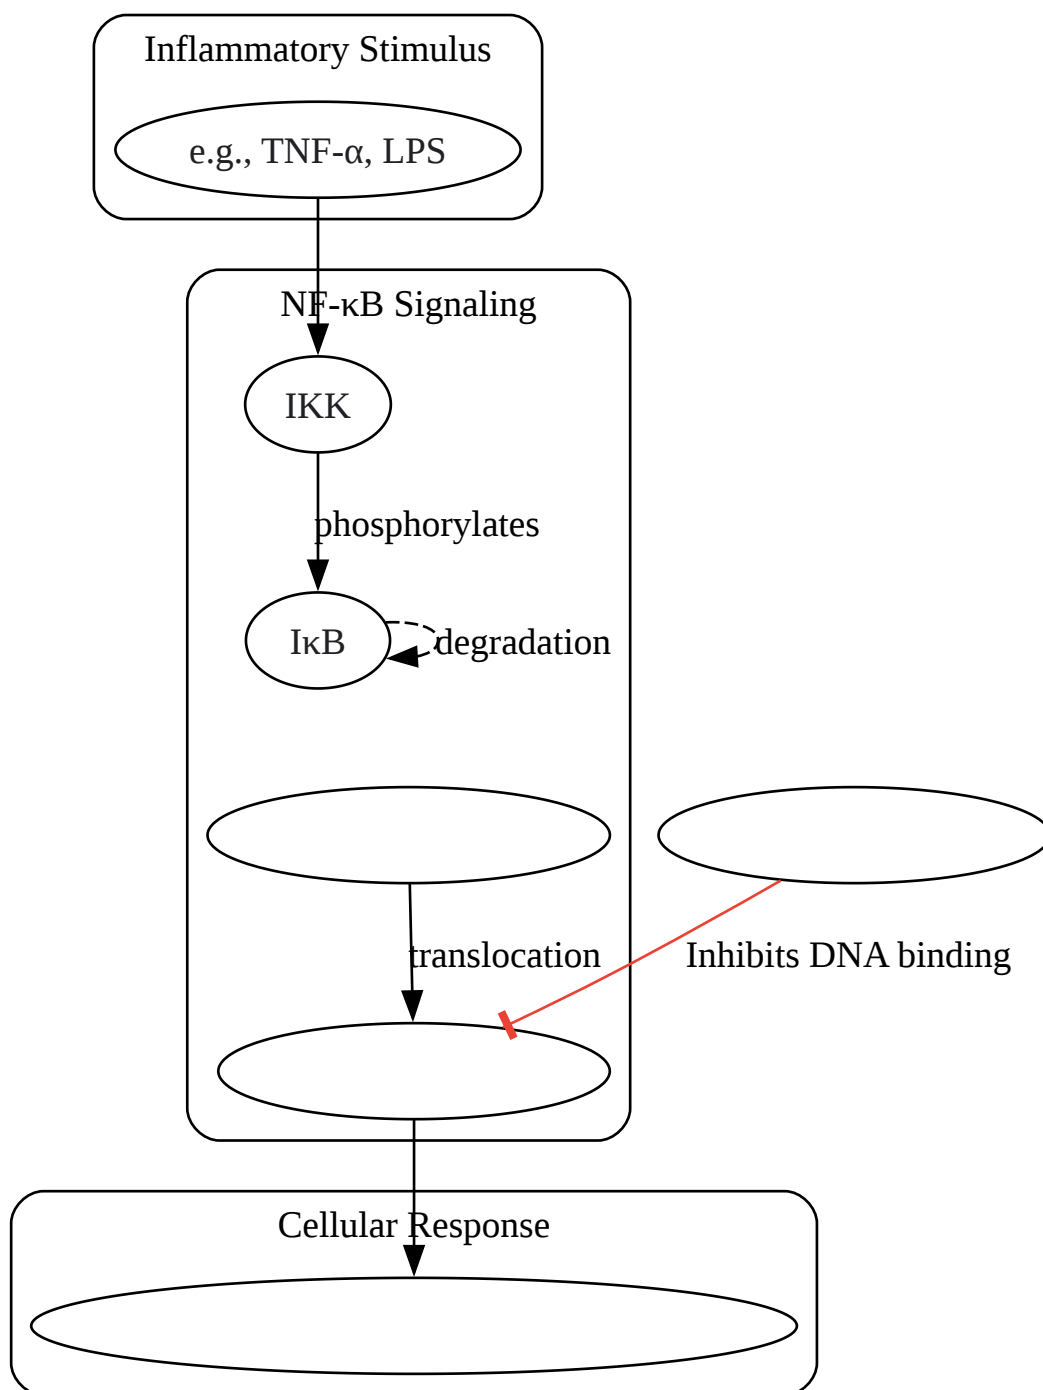 Inflammatory Stimulus
e.g., TNF-α, LPS
NF-κB Signaling
IKK
phosphorylates
IκB
degradation
translocation
Inhibits DNA binding
Cellular Response